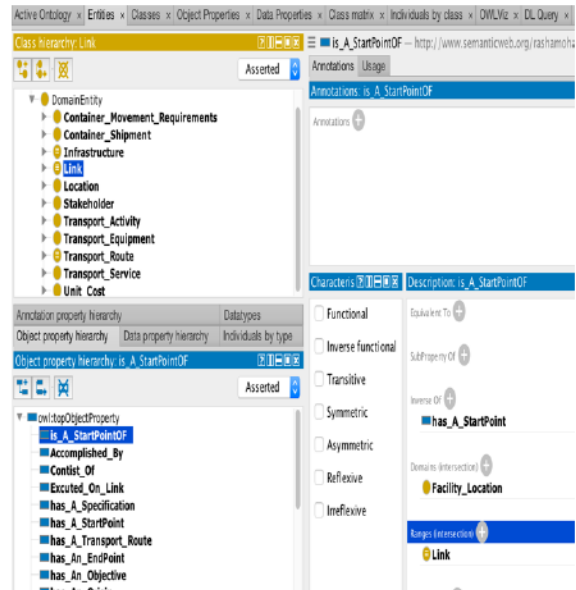 Active Ontology × Entities × Classes × Object Properties × Data Properties × Class matrix × Individuals by class × OWLViz × DL Query ×
Class hierarchy: Link
Asserted
DomainEntity
Container_Movement_Requirements
Container_Shipment
Infrastructure
Link
Location
Stakeholder
Transport_Activity
Transport_Equipment
Transport_Route
Transport_Service
Unit_Cost
Annotation property hierarchy Datatypes
Object property hierarchy Data property hierarchy Individuals by type
Object property hierarchy: is_A_StartPointOF
Asserted
owl:topObjectProperty
is_A_StartPointOF
Accomplished_By
Contist_Of
Excuted_On_Link
has_A_Specification
has_A_StartPoint
has_A_Transport_Route
has_An_EndPoint
has_An_Objective
is_A_StartPointOF — http://www.semanticweb.org/rashamoha
Annotations Usage
Annotations: is_A_StartPointOF
Annotations
Characteris
Functional
Inverse functional
Transitive
Symmetric
Asymmetric
Reflexive
Irreflexive
Description: is_A_StartPointOF
Equivalent To
SubProperty Of
Inverse Of
has_A_StartPoint
Domains (intersection)
Facility_Location
Ranges (intersection)
Link